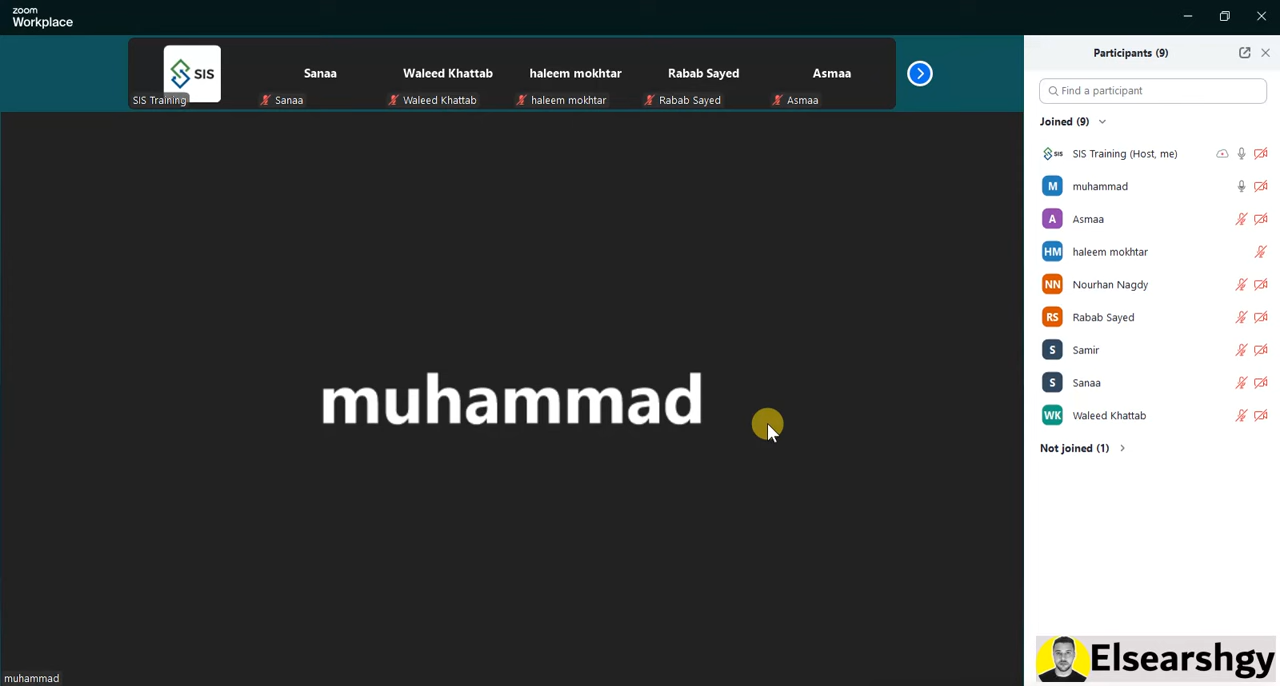 zoom
Workplace
SIS
SIS Training
Sanaa
Sanaa
Waleed Khattab
Waleed Khattab
haleem mokhtar
haleem mokhtar
Rabab Sayed
Rabab Sayed
Asmaa
Asmaa
muhammad
muhammad
Participants (9)
Find a participant
Joined (9)
SIS SIS Training (Host, me)
M muhammad
A Asmaa
HM haleem mokhtar
NN Nourhan Nagdy
RS Rabab Sayed
S Samir
S Sanaa
WK Waleed Khattab
Not joined (1)
Elsearshgy